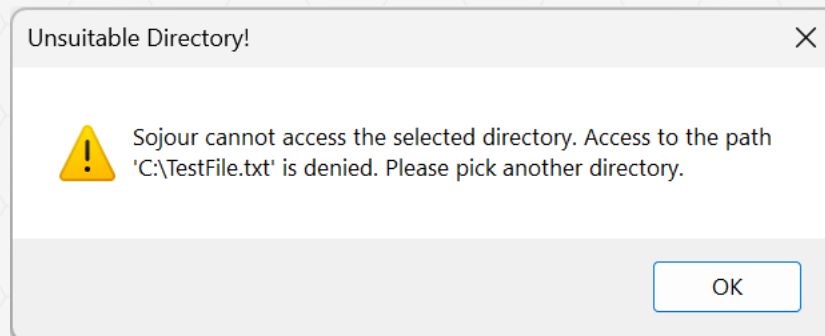 Unsuitable Directory!
Sojour cannot access the selected directory. Access to the path
'C:\TestFile.txt' is denied. Please pick another directory.
OK